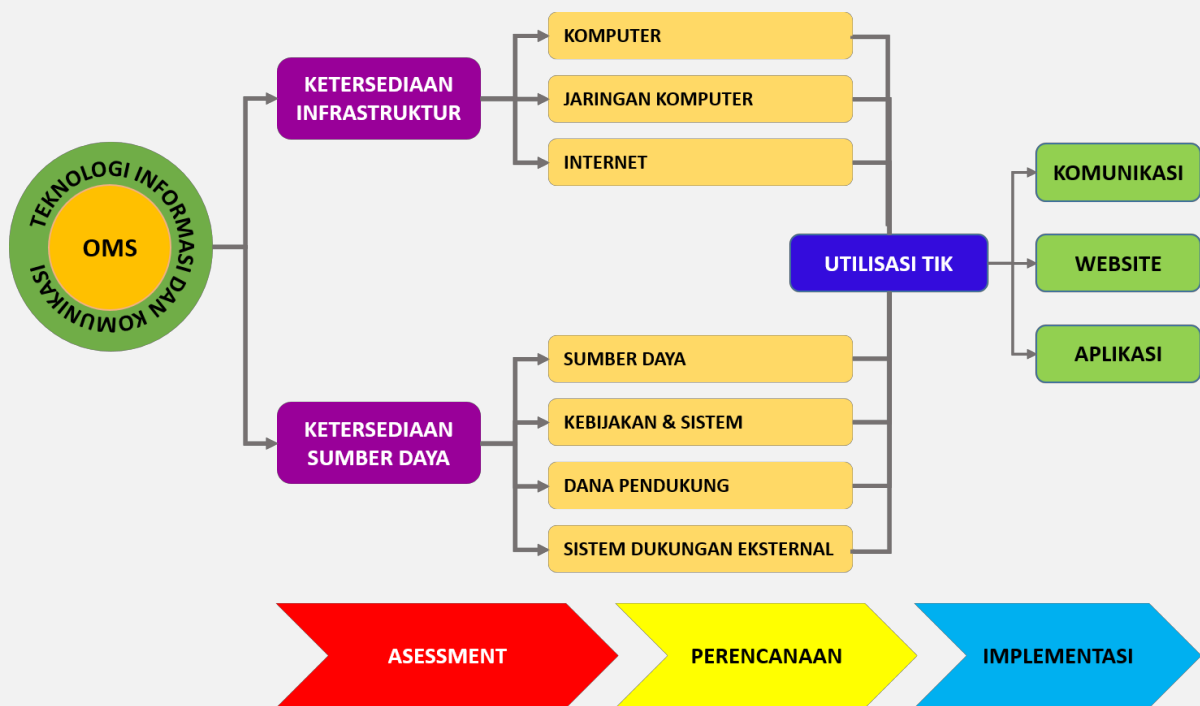 TEKNOLOGI INFORMASI DAN KOMUNIKASI
OMS
KETERSEDIAAN
INFRASTRUKTUR
KOMPUTER
JARINGAN KOMPUTER
INTERNET
KETERSEDIAAN
SUMBER DAYA
SUMBER DAYA
KEBIJAKAN & SISTEM
DANA PENDUKUNG
SISTEM DUKUNGAN EKSTERNAL
UTILISASI TIK
KOMUNIKASI
WEBSITE
APLIKASI
ASESSMENT
PERENCANAAN
IMPLEMENTASI